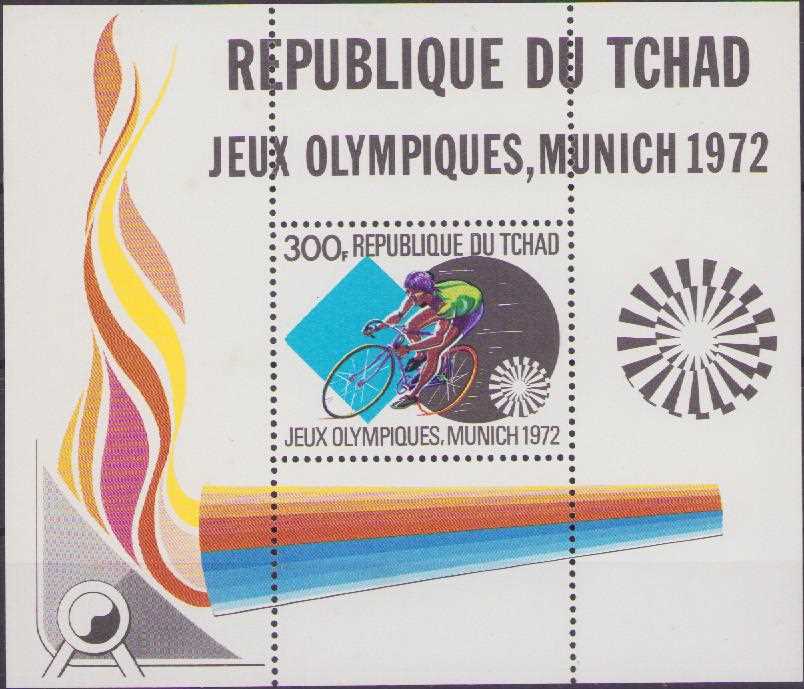 REPUBLIQUE DU TCHAD
JEUX OLYMPIQUES, MUNICH 1972
300F REPUBLIQUE DU TCHAD
JEUX OLYMPIQUES, MUNICH 1972